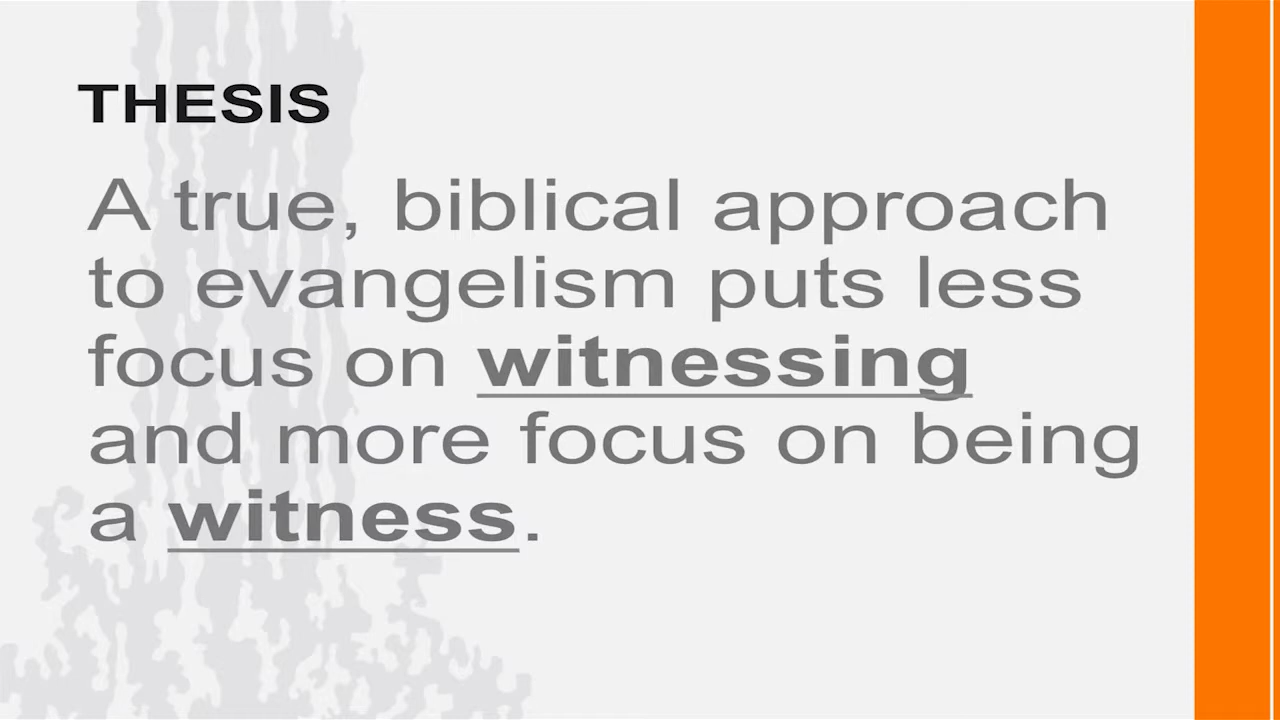 THESIS
A true, biblical approach
to evangelism puts less
focus on witnessing
and more focus on being
a witness.